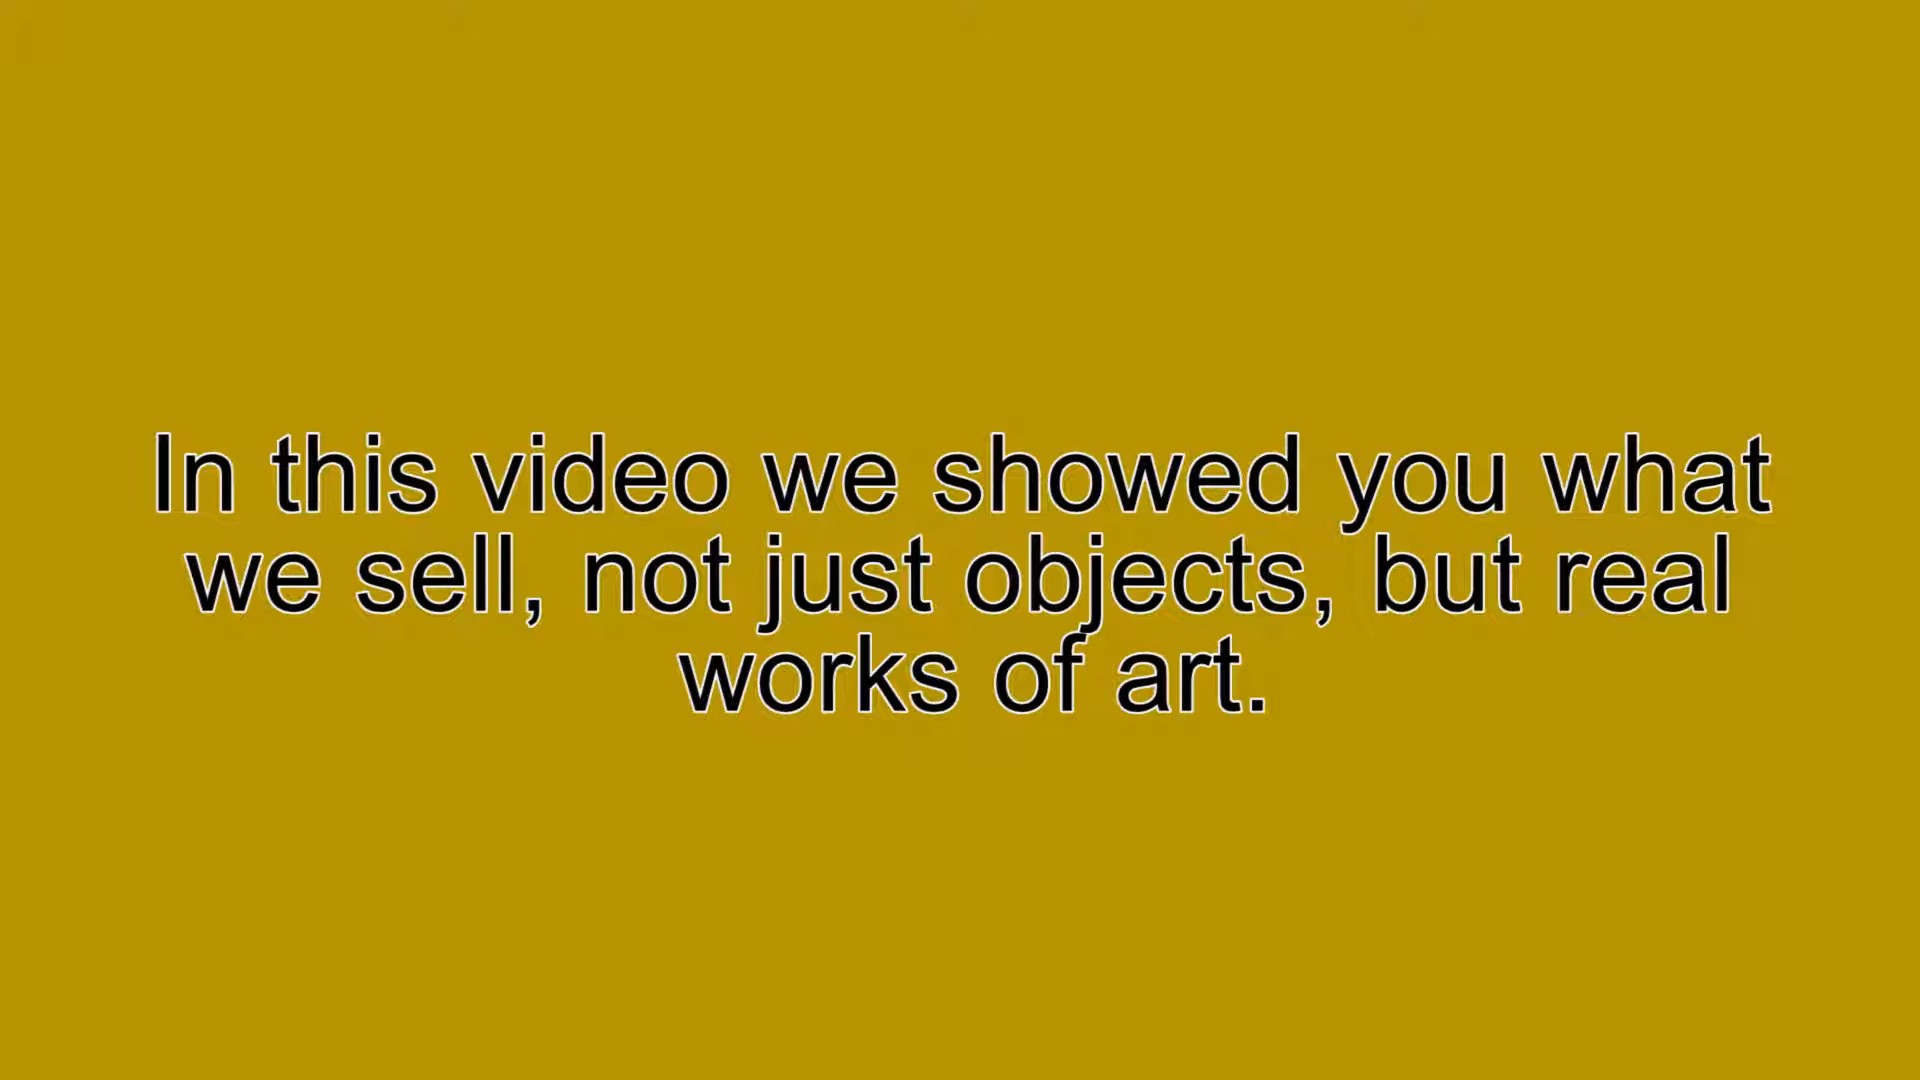 In this video we showed you what
we sell, not just objects, but real
works of art.